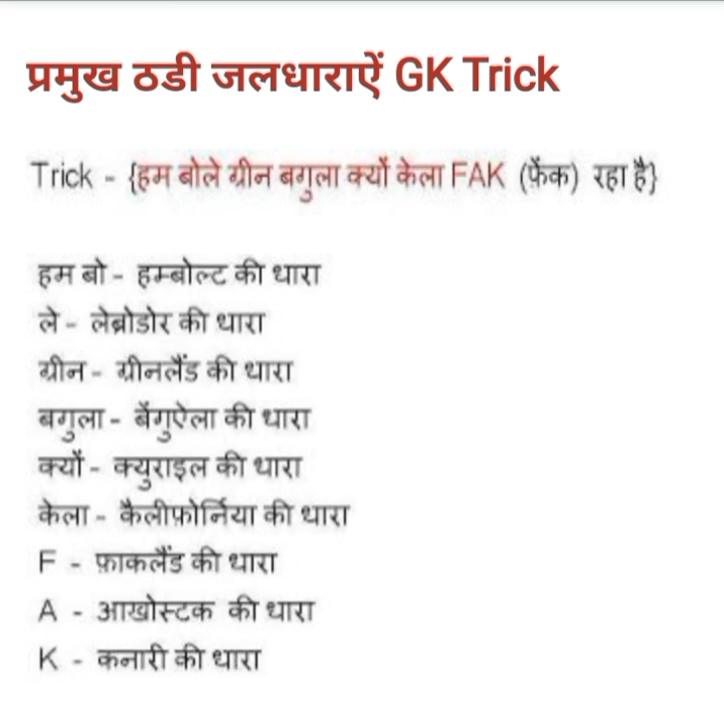 प्रमुख ठडी जलधाराऐं GK Trick
Trick - {हम बोले ग्रीन बगुला क्यों केला FAK (फ़ेंक) रहा है}
हम बो - हम्बोल्ट की धारा
ले - लेब्रोडोर की धारा
ग्रीन - ग्रीनलैंड की धारा
बगुला - बेंगुऐला की धारा
क्यों - क्युराइल की धारा
केला - कैलीफ़ोर्निया की धारा
F - फ़ाकलैंड की धारा
A - आखोस्टक की धारा
K - कनारी की धारा